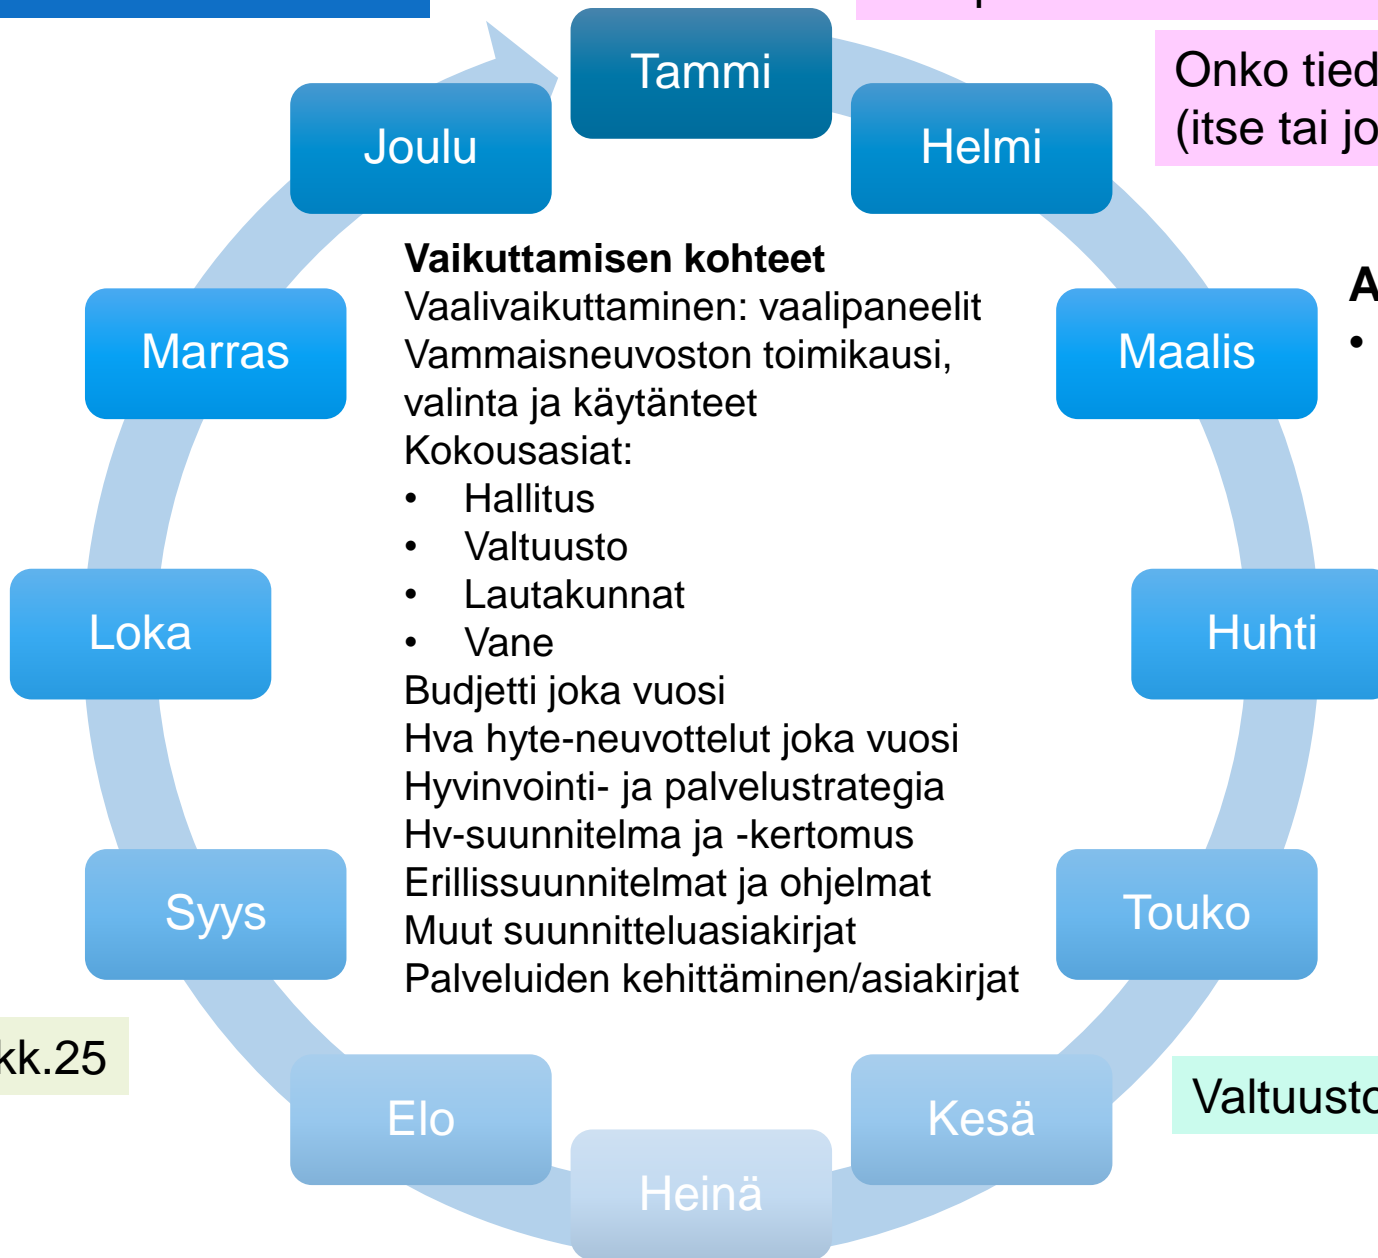 Tammi
Joulu
Helmi
Onko
(itse tai
Vaikuttamisen kohteet
Vaalivaikuttaminen: vaalipaneelit
Vammaisneuvoston toimikausi,
valinta ja käytänteet
Kokousasiat:
• Hallitus
• Valtuusto
• Lautakunnat
• Vane
Budjetti joka vuosi
Hva hyte-neuvottelut joka vuosi
Hyvinvointi- ja palvelustrategia
Hv-suunnitelma ja -kertomus
Erillissuunnitelmat ja ohjelmat
Muut suunnitteluasiakirjat
Palveluiden kehittäminen/asiakirjat
Marras
Maalis
Loka
Huhti
Syys
Touko
kk.25
Elo
Kesä
Valtuusto
Heinä